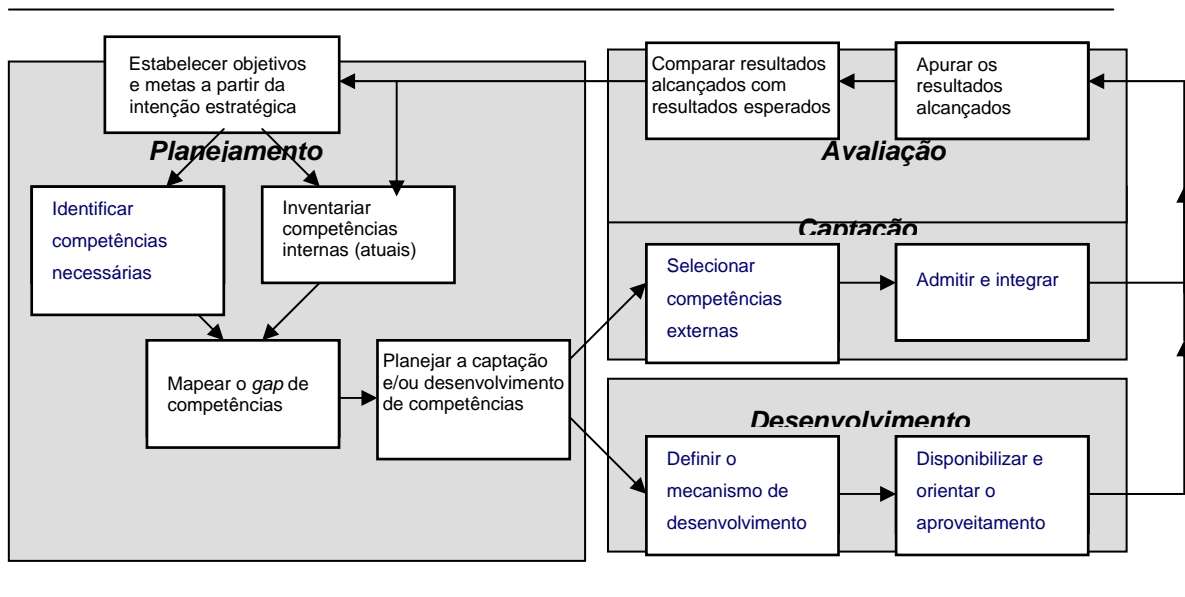 Estabelecer objetivos
e metas a partir da
intenção estratégica
Planejamento
Identificar
competências
necessárias
Inventariar
competências
internas (atuais)
Mapear o gap de
competências
Planejar a captação
e/ou desenvolvimento
de competências
Comparar resultados
alcançados com
resultados esperados
Apurar os
resultados
alcançados
Avaliação
Captação
Selecionar
competências
externas
Admitir e integrar
Desenvolvimento
Definir o
mecanismo de
desenvolvimento
Disponibilizar e
orientar o
aproveitamento